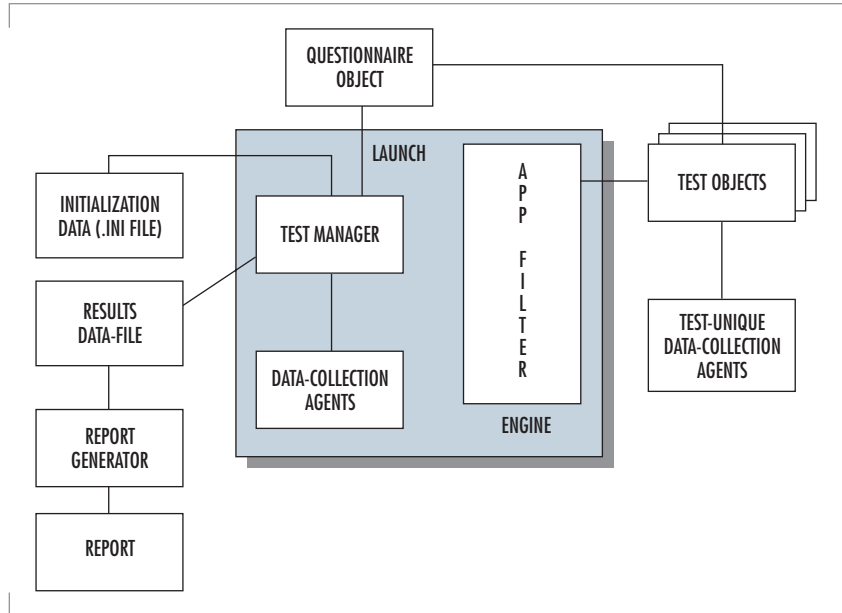 QUESTIONNAIRE
OBJECT
LAUNCH
A
P
P
F
I
L
T
E
R
TEST OBJECTS
INITIALIZATION
DATA (.INI FILE)
TEST MANAGER
RESULTS
DATA-FILE
TEST-UNIQUE
DATA-COLLECTION
AGENTS
DATA-COLLECTION
AGENTS
ENGINE
REPORT
GENERATOR
REPORT